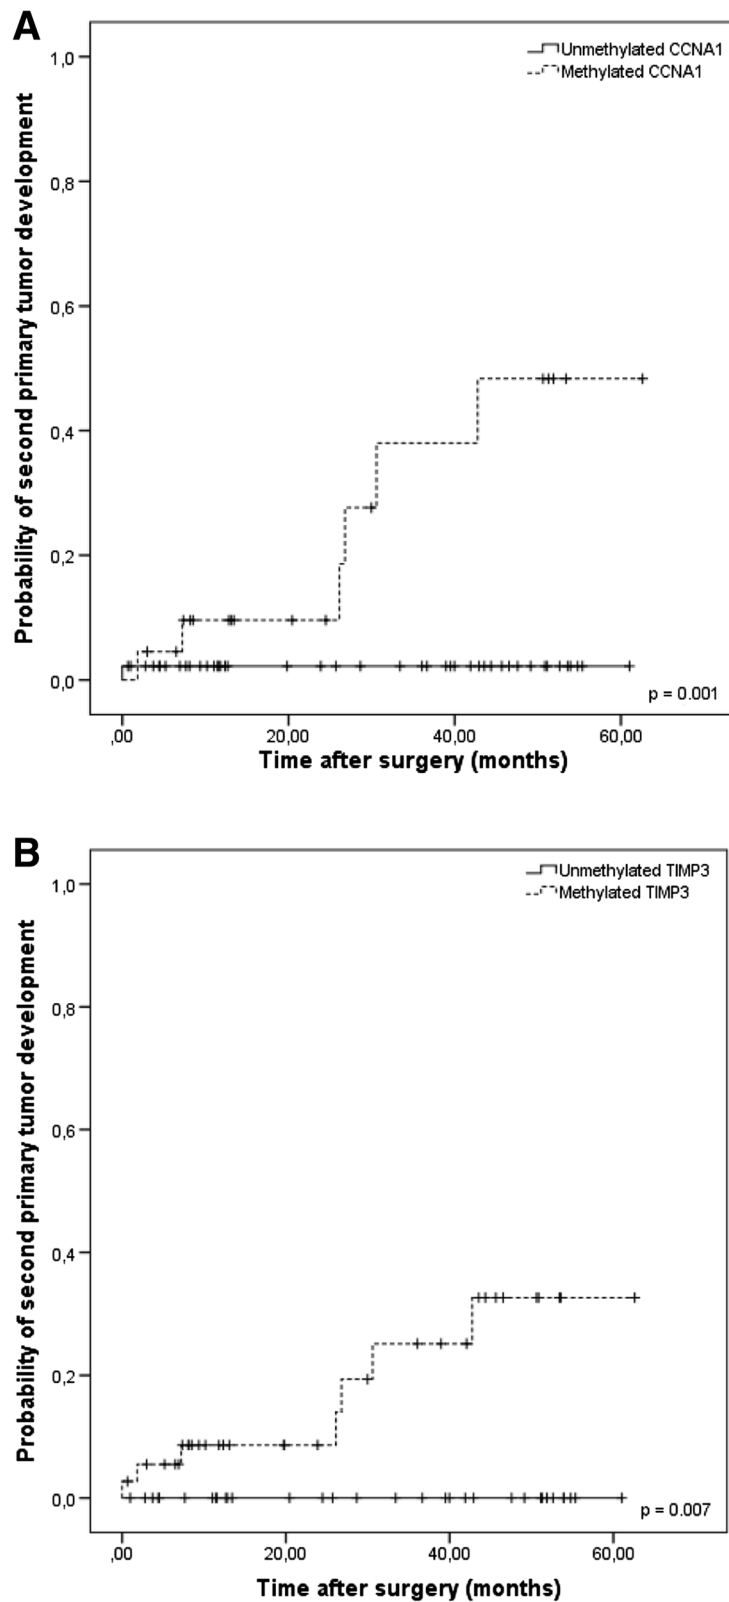 A
Unmethylated CCNA1
Methylated CCNA1
1,0
0,8
0,6
0,4
0,2
0,0
Probability of second primary tumor development
p = 0.001
,00
20,00
40,00
60,00
Time after surgery (months)
B
Unmethylated TIMP3
Methylated TIMP3
1,0
0,8
0,6
0,4
0,2
0,0
Probability of second primary tumor development
p = 0.007
,00
20,00
40,00
60,00
Time after surgery (months)